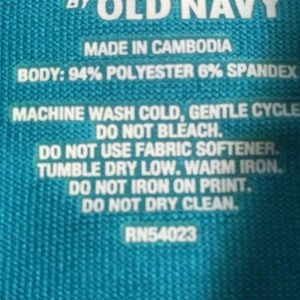 BY OLD NAVY
MADE IN CAMBODIA
BODY: 94% POLYESTER 6% SPANDEX
MACHINE WASH COLD, GENTLE CYCLE
DO NOT BLEACH.
DO NOT USE FABRIC SOFTENER.
TUMBLE DRY LOW. WARM IRON.
DO NOT IRON ON PRINT.
DO NOT DRY CLEAN.
RN54023